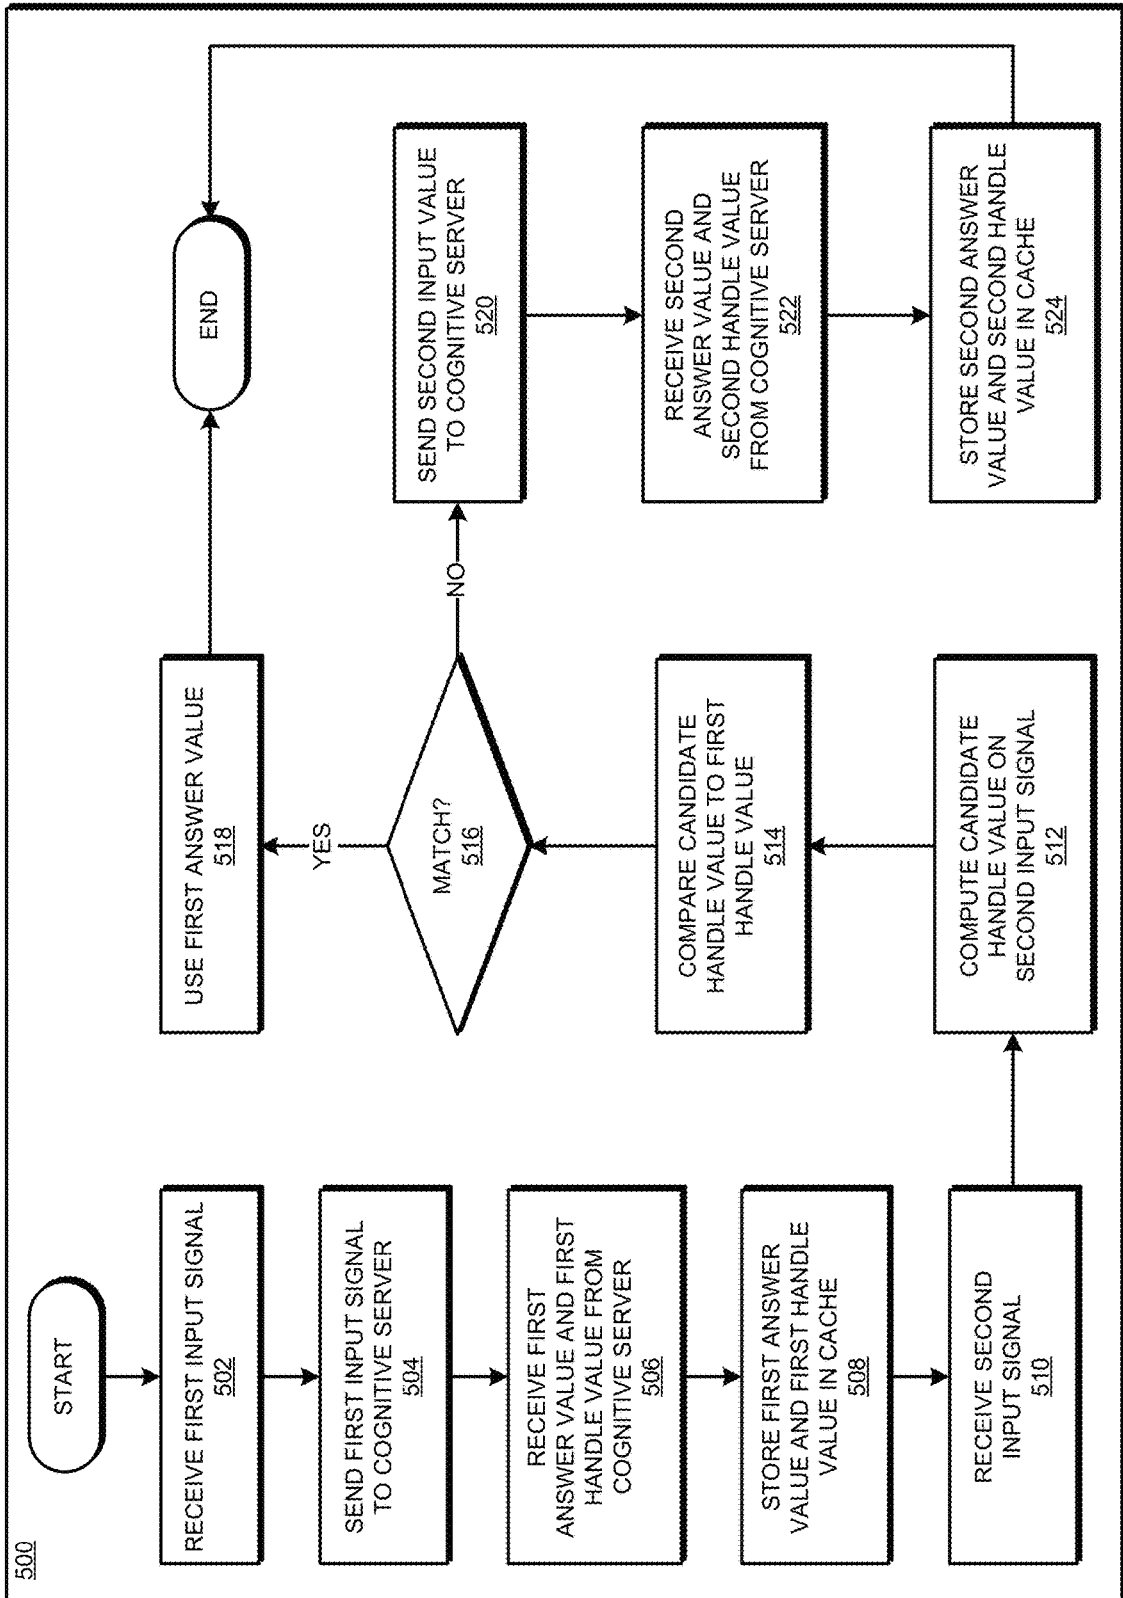 500
START
RECEIVE FIRST INPUT SIGNAL
502
SEND FIRST INPUT SIGNAL
TO COGNITIVE SERVER
504
RECEIVE FIRST
ANSWER VALUE AND FIRST
HANDLE VALUE FROM
COGNITIVE SERVER
506
STORE FIRST ANSWER
VALUE AND FIRST HANDLE
VALUE IN CACHE
508
RECEIVE SECOND
INPUT SIGNAL
510
COMPUTE CANDIDATE
HANDLE VALUE ON
SECOND INPUT SIGNAL
512
COMPARE CANDIDATE
HANDLE VALUE TO FIRST
HANDLE VALUE
514
MATCH?
516
YES
USE FIRST ANSWER VALUE
518
NO
SEND SECOND INPUT VALUE
TO COGNITIVE SERVER
520
RECEIVE SECOND
ANSWER VALUE AND
SECOND HANDLE VALUE
FROM COGNITIVE SERVER
522
STORE SECOND ANSWER
VALUE AND SECOND HANDLE
VALUE IN CACHE
524
END